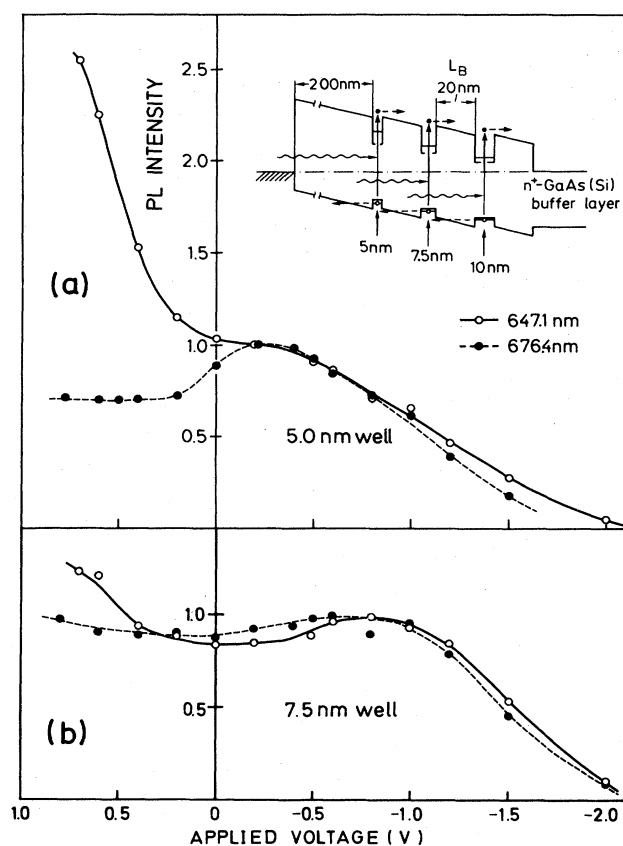 2.5
2.0
1.5
1.0
0.5
PL INTENSITY
(a)
200nm
L_B
20nm
n⁺-GaAs(Si)
buffer layer
5nm
7.5nm
10nm
647.1 nm
676.4nm
5.0 nm well
1.0
0.5
(b)
7.5 nm well
1.0
0.5
0
-0.5
-1.0
-1.5
-2.0
APPLIED VOLTAGE (V)